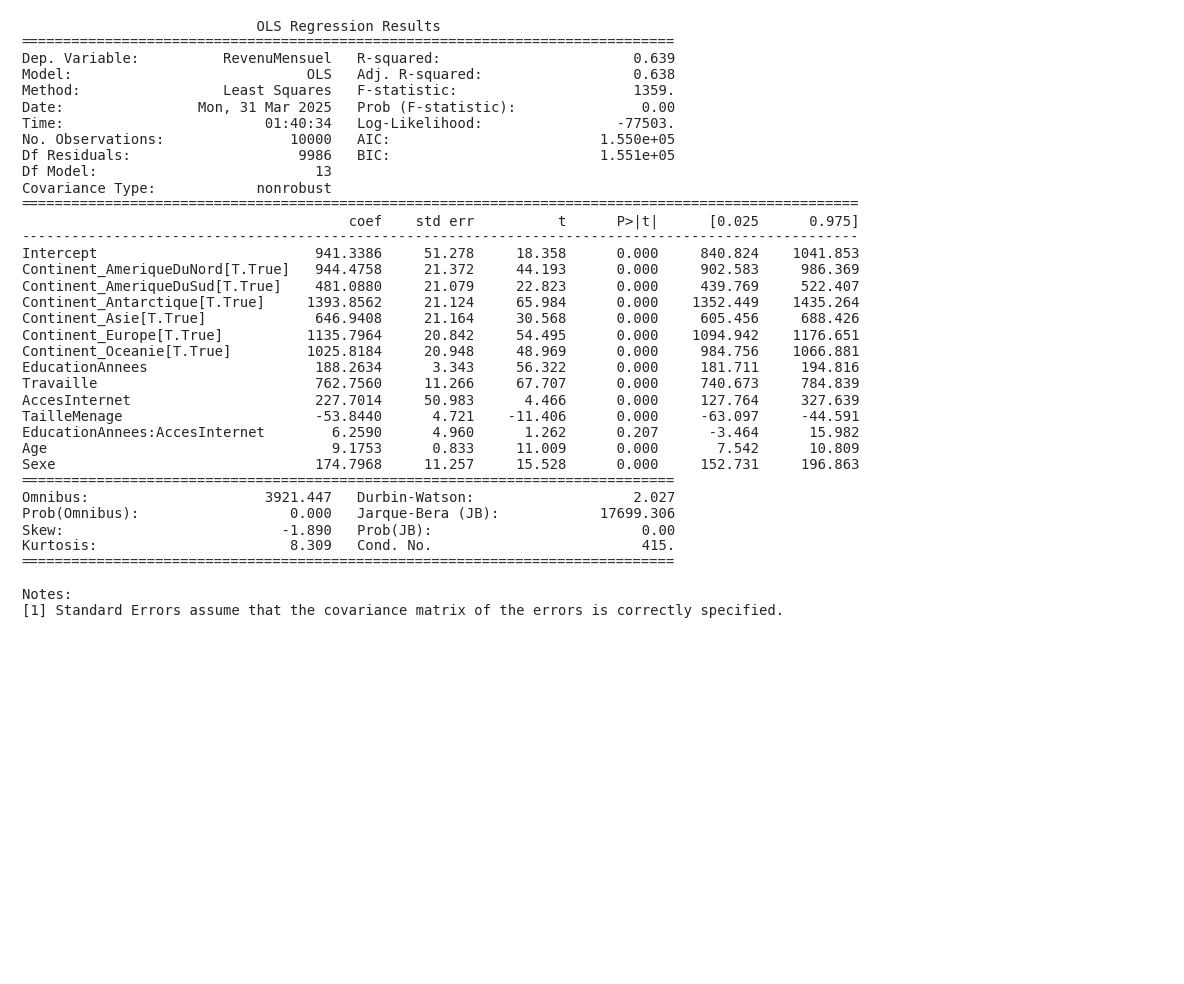 OLS Regression Results
==============================================================================
Dep. Variable:          RevenuMensuel   R-squared:                       0.639
Model:                            OLS   Adj. R-squared:                  0.638
Method:                 Least Squares   F-statistic:                     1359.
Date:                Mon, 31 Mar 2025   Prob (F-statistic):               0.00
Time:                        01:40:34   Log-Likelihood:                -77503.
No. Observations:               10000   AIC:                         1.550e+05
Df Residuals:                    9986   BIC:                         1.551e+05
Df Model:                          13
Covariance Type:            nonrobust
====================================================================================================
                                       coef    std err          t      P>|t|      [0.025      0.975]
----------------------------------------------------------------------------------------------------
Intercept                          941.3386     51.278     18.358      0.000     840.824    1041.853
Continent_AmeriqueDuNord[T.True]   944.4758     21.372     44.193      0.000     902.583     986.369
Continent_AmeriqueDuSud[T.True]    481.0880     21.079     22.823      0.000     439.769     522.407
Continent_Antarctique[T.True]     1393.8562     21.124     65.984      0.000    1352.449    1435.264
Continent_Asie[T.True]             646.9408     21.164     30.568      0.000     605.456     688.426
Continent_Europe[T.True]          1135.7964     20.842     54.495      0.000    1094.942    1176.651
Continent_Oceanie[T.True]         1025.8184     20.948     48.969      0.000     984.756    1066.881
EducationAnnees                    188.2634      3.343     56.322      0.000     181.711     194.816
Travaille                          762.7560     11.266     67.707      0.000     740.673     784.839
AccesInternet                      227.7014     50.983      4.466      0.000     127.764     327.639
TailleMenage                       -53.8440      4.721    -11.406      0.000     -63.097     -44.591
EducationAnnees:AccesInternet        6.2590      4.960      1.262      0.207      -3.464      15.982
Age                                  9.1753      0.833     11.009      0.000       7.542      10.809
Sexe                               174.7968     11.257     15.528      0.000     152.731     196.863
==============================================================================
Omnibus:                     3921.447   Durbin-Watson:                   2.027
Prob(Omnibus):                  0.000   Jarque-Bera (JB):            17699.306
Skew:                          -1.890   Prob(JB):                         0.00
Kurtosis:                       8.309   Cond. No.                         415.
==============================================================================

Notes:
[1] Standard Errors assume that the covariance matrix of the errors is correctly specified.